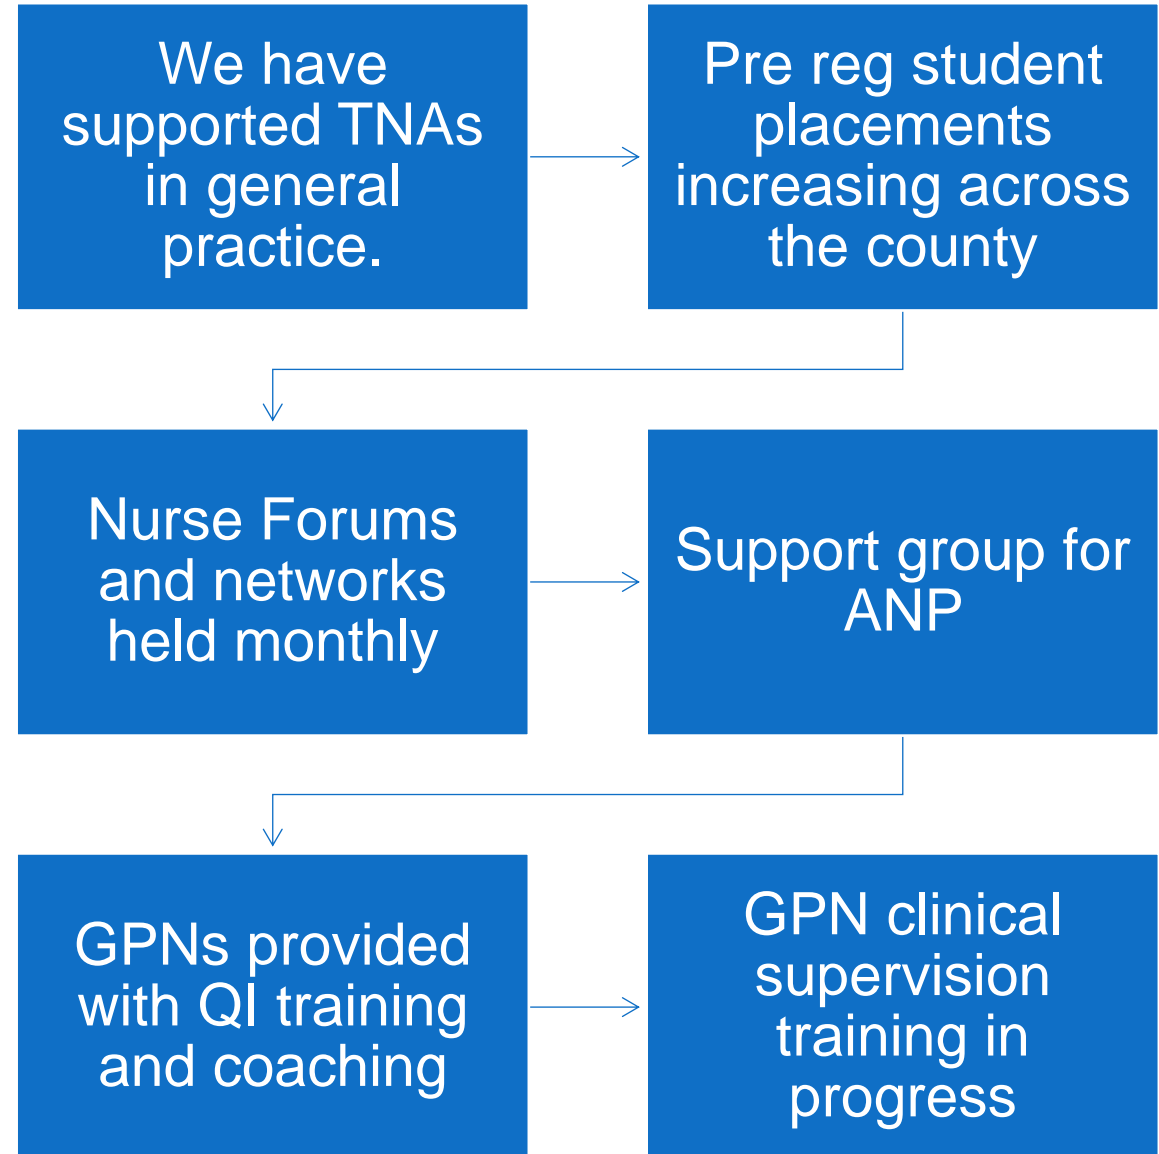 We have
supported TNAs
in general
practice.
Pre reg student
placements
increasing across
the county
Nurse Forums
and networks
held monthly
Support group for
ANP
GPNs provided
with QI training
and coaching
GPN clinical
supervision
training in
progress